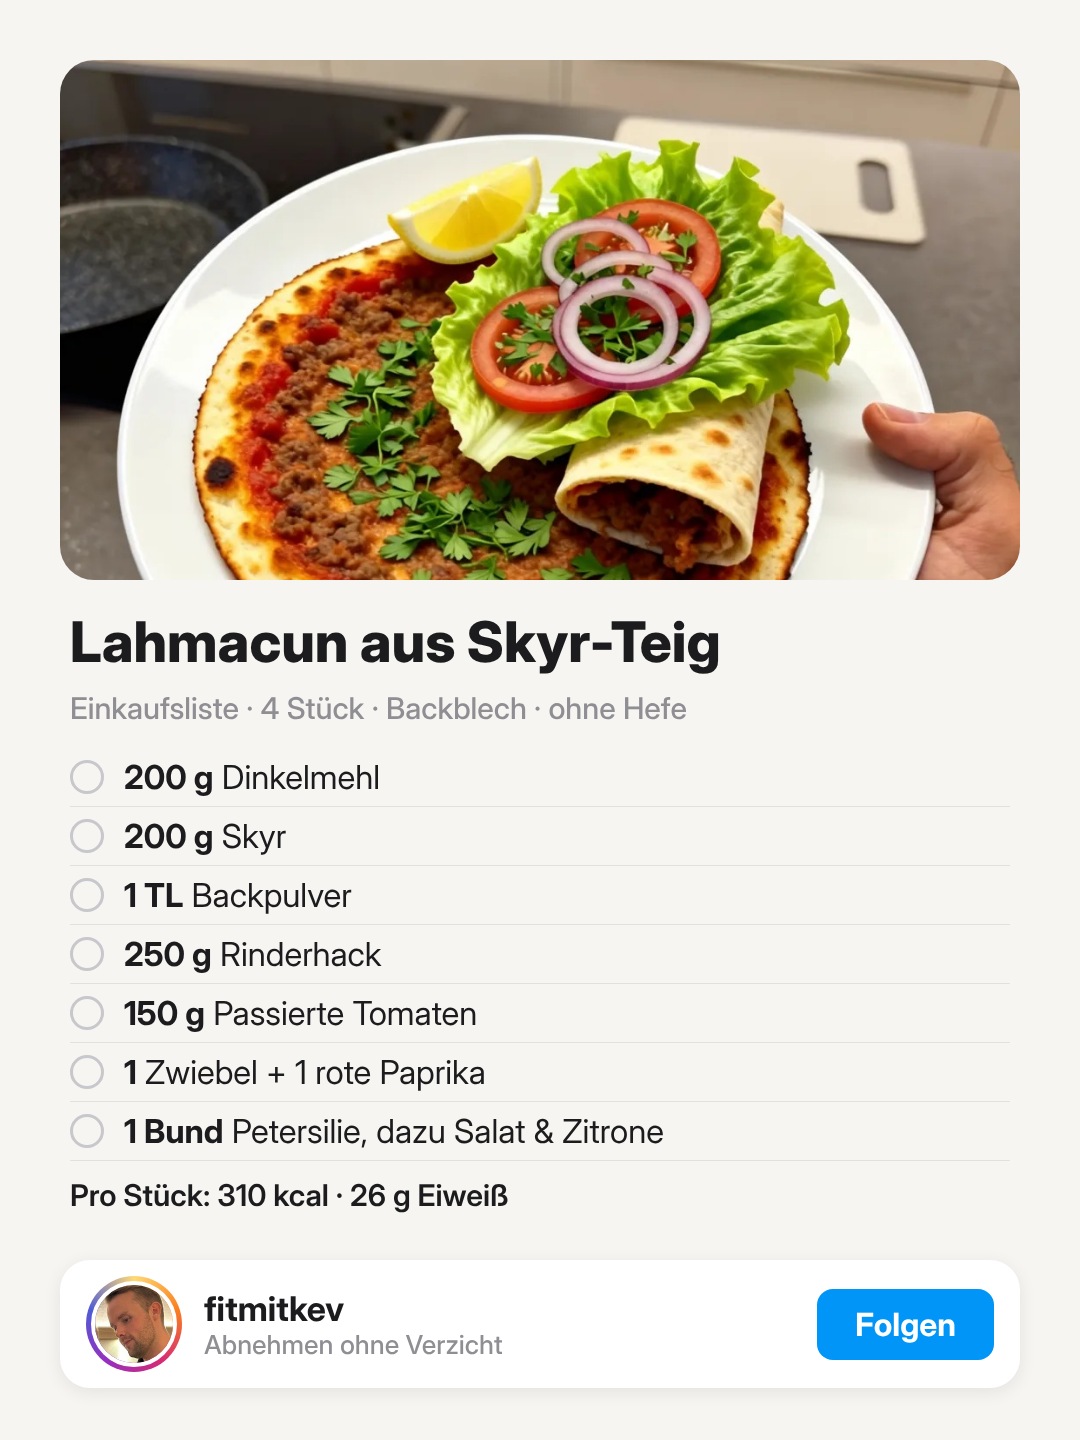 Lahmacun aus Skyr-Teig
Einkaufsliste · 4 Stück · Backblech · ohne Hefe
200 g Dinkelmehl
200 g Skyr
1 TL Backpulver
250 g Rinderhack
150 g Passierte Tomaten
1 Zwiebel + 1 rote Paprika
1 Bund Petersilie, dazu Salat & Zitrone
Pro Stück: 310 kcal · 26 g Eiweiß
fitmitkev
Abnehmen ohne Verzicht
Folgen